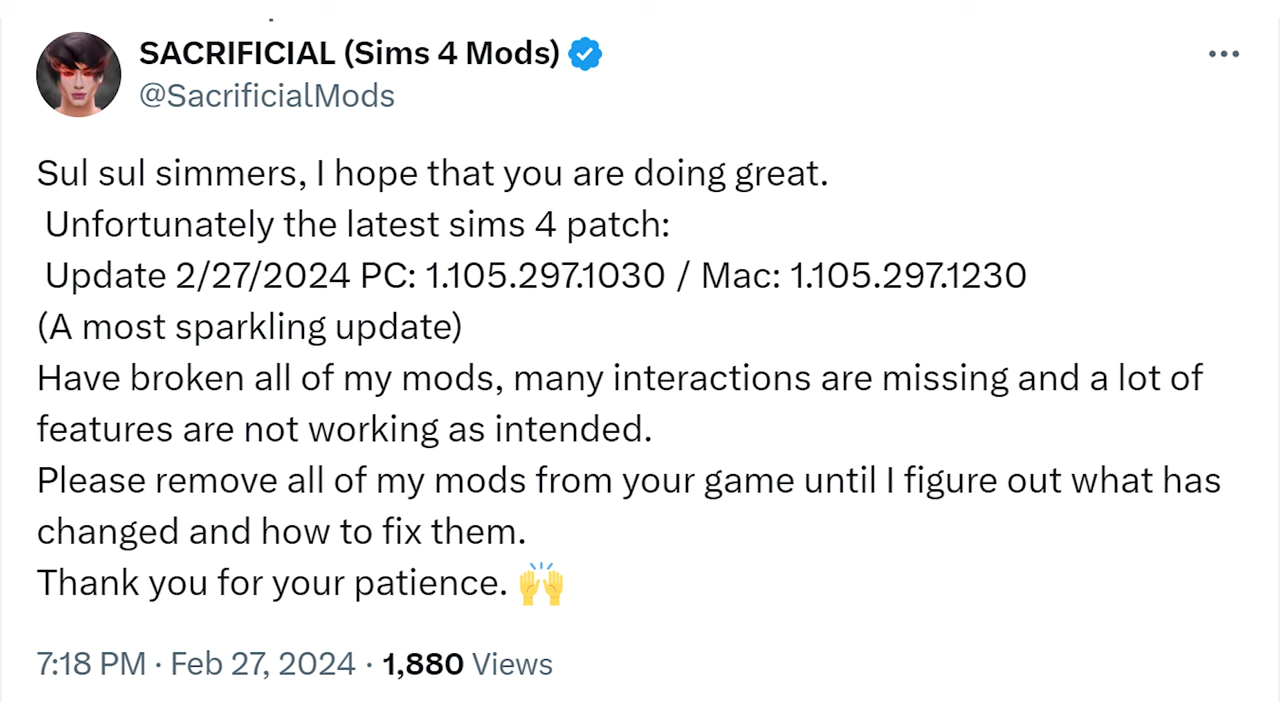 SACRIFICIAL (Sims 4 Mods)
@SacrificialMods
Sul sul simmers, I hope that you are doing great.
Unfortunately the latest sims 4 patch:
Update 2/27/2024 PC: 1.105.297.1030 / Mac: 1.105.297.1230
(A most sparkling update)
Have broken all of my mods, many interactions are missing and a lot of
features are not working as intended.
Please remove all of my mods from your game until I figure out what has
changed and how to fix them.
Thank you for your patience. 🙌
7:18 PM · Feb 27, 2024 · 1,880 Views